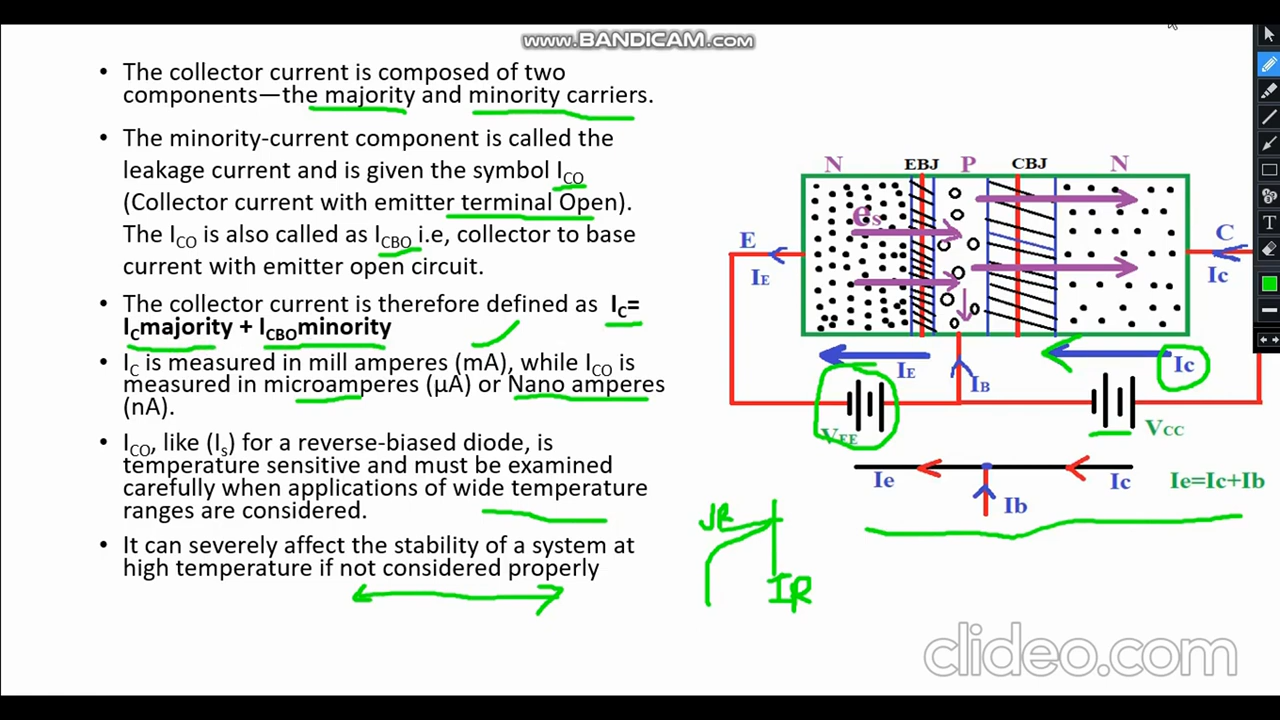 www.BANDICAM.com
• The collector current is composed of two
components—the majority and minority carriers.
• The minority-current component is called the
leakage current and is given the symbol ICO
(Collector current with emitter terminal Open).
The ICO is also called as ICBO i.e, collector to base
current with emitter open circuit.
• The collector current is therefore defined as IC=
ICmajority + ICBOminority
• IC is measured in mill amperes (mA), while ICO is
measured in microamperes (μA) or Nano amperes
(nA).
• ICO, like (Is) for a reverse-biased diode, is
temperature sensitive and must be examined
carefully when applications of wide temperature
ranges are considered.
• It can severely affect the stability of a system at
high temperature if not considered properly
N EBJ P CBJ N
es
E C
IE Ic
IE IB Ic
VEE VCC
Ie Ib Ic Ie=Ic+Ib
VR
IR
clideo.com
T